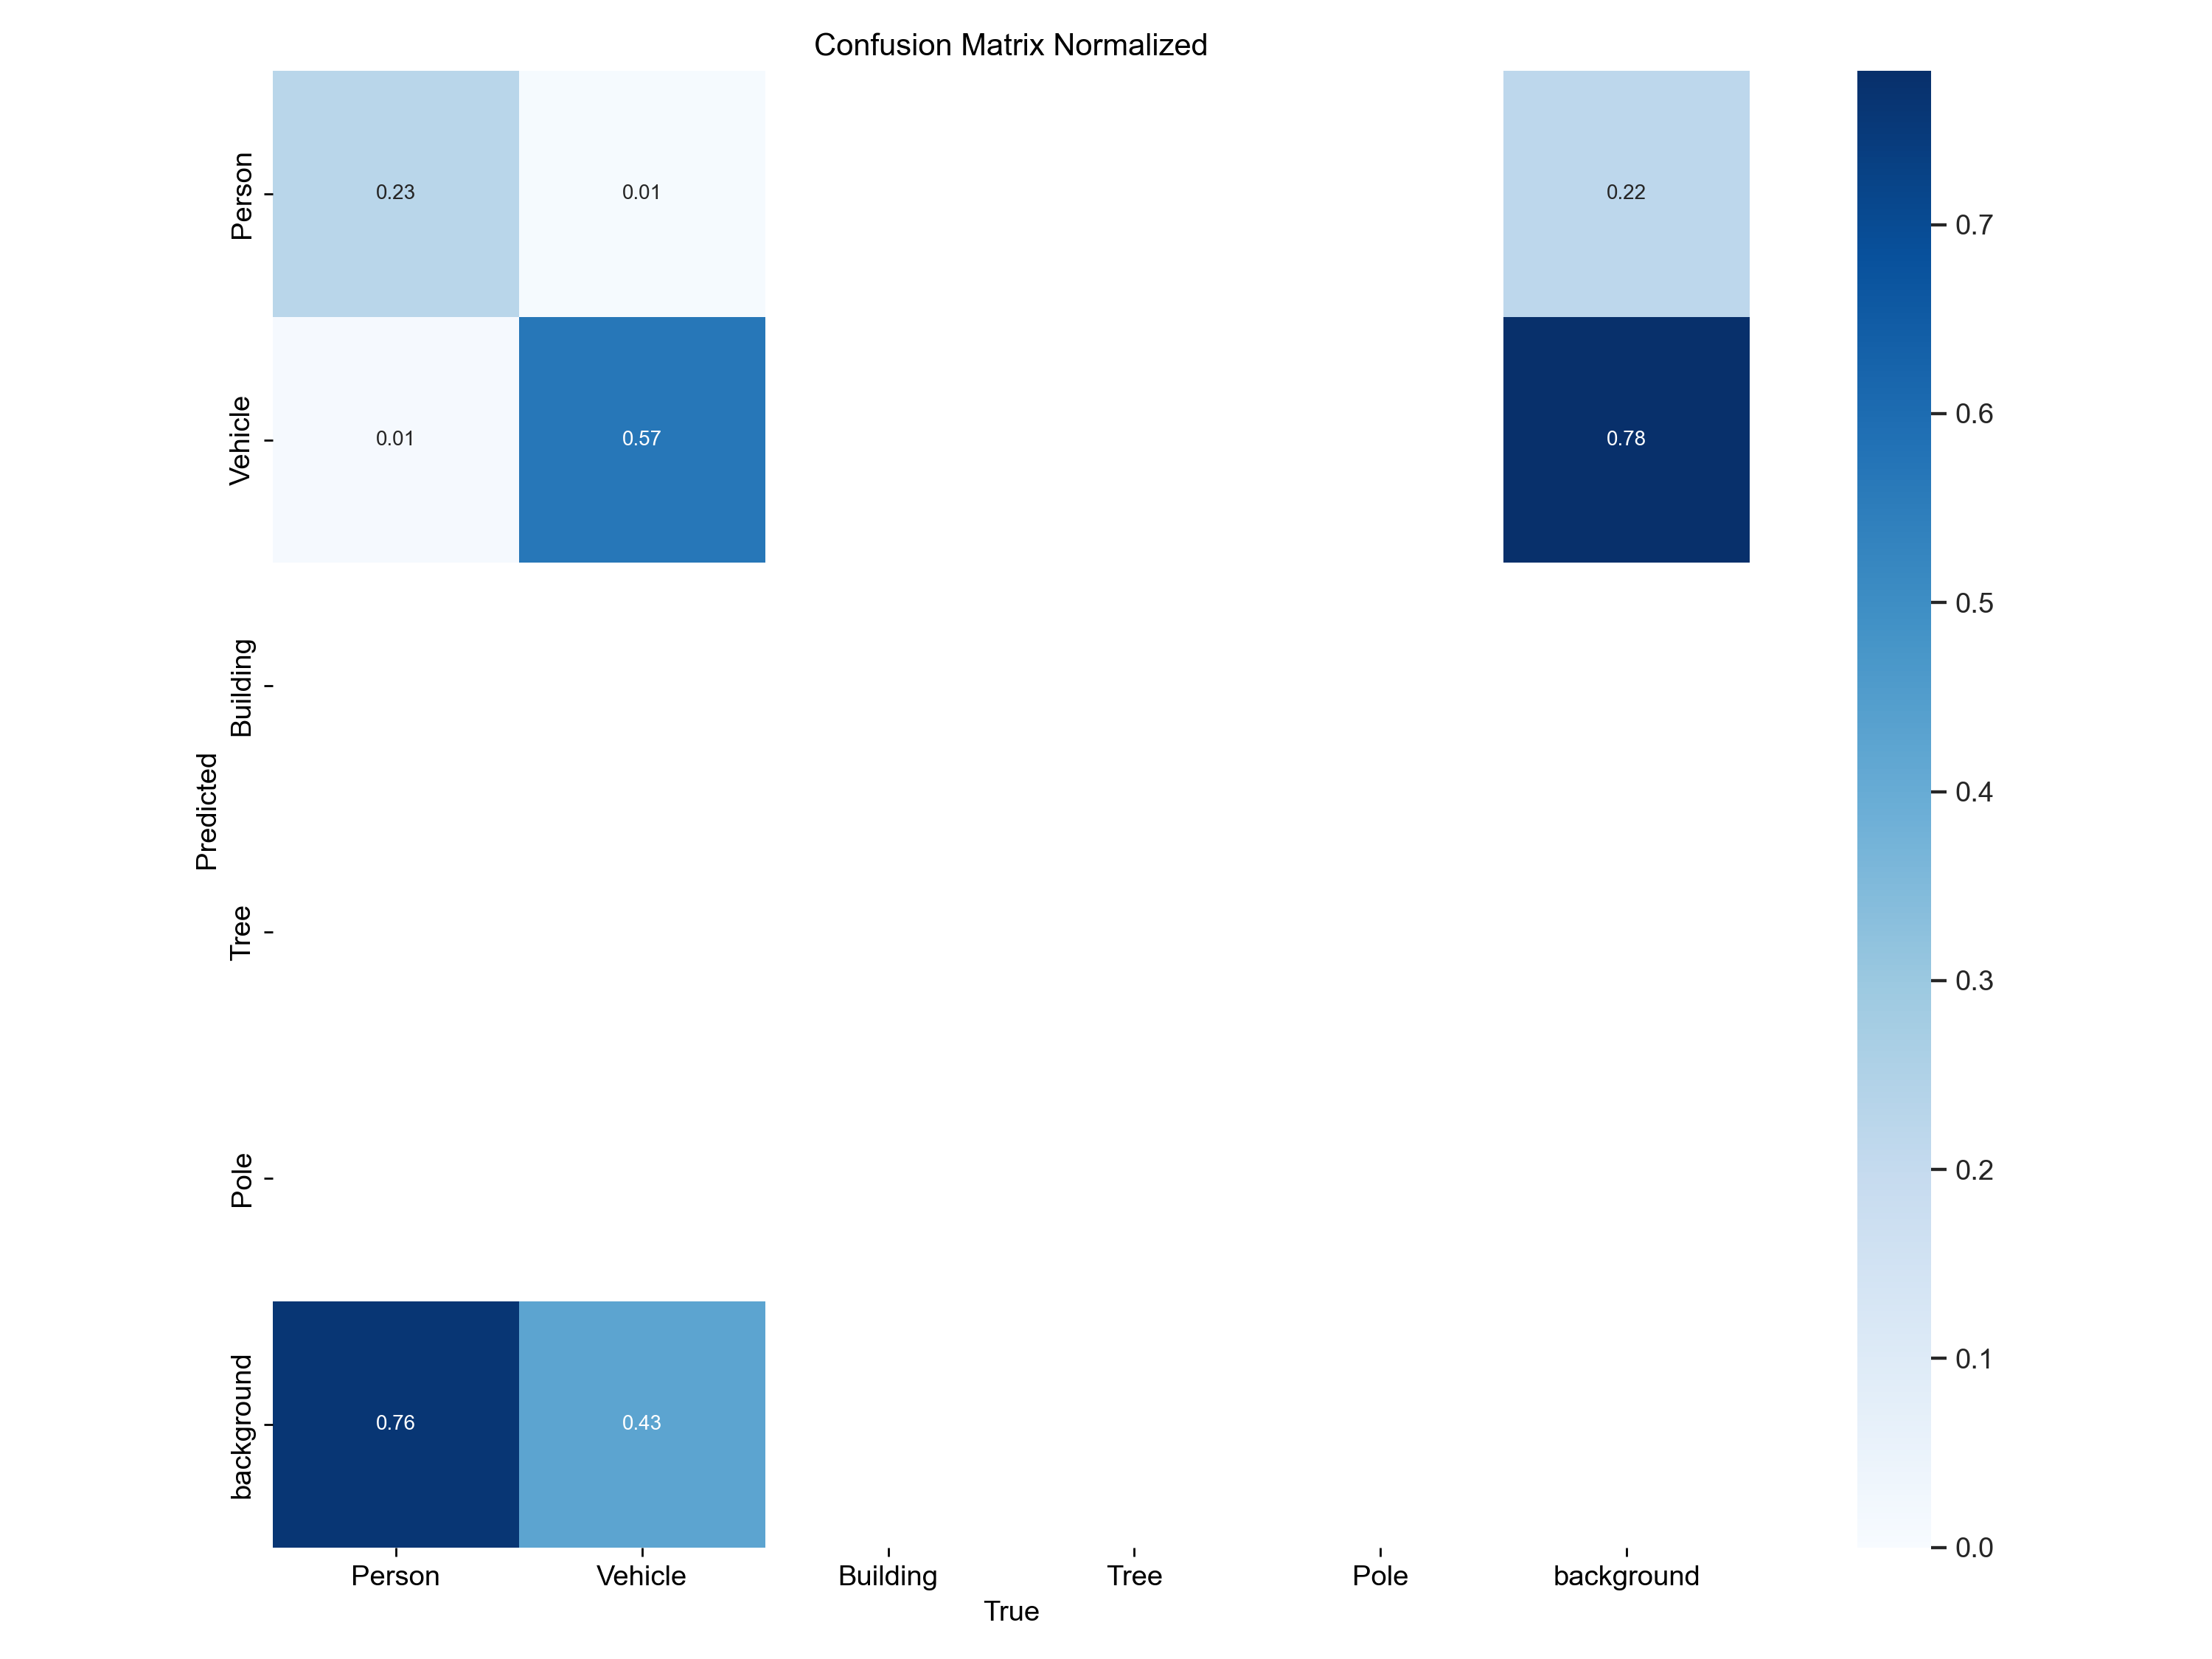 Confusion Matrix Normalized
Person
0.23
0.01
0.22
0.7
0.6
Vehicle
0.01
0.57
0.78
0.5
Building
0.4
Predicted
Tree
0.3
0.2
Pole
0.1
background
0.76
0.43
0.0
Person
Vehicle
Building
Tree
Pole
background
True